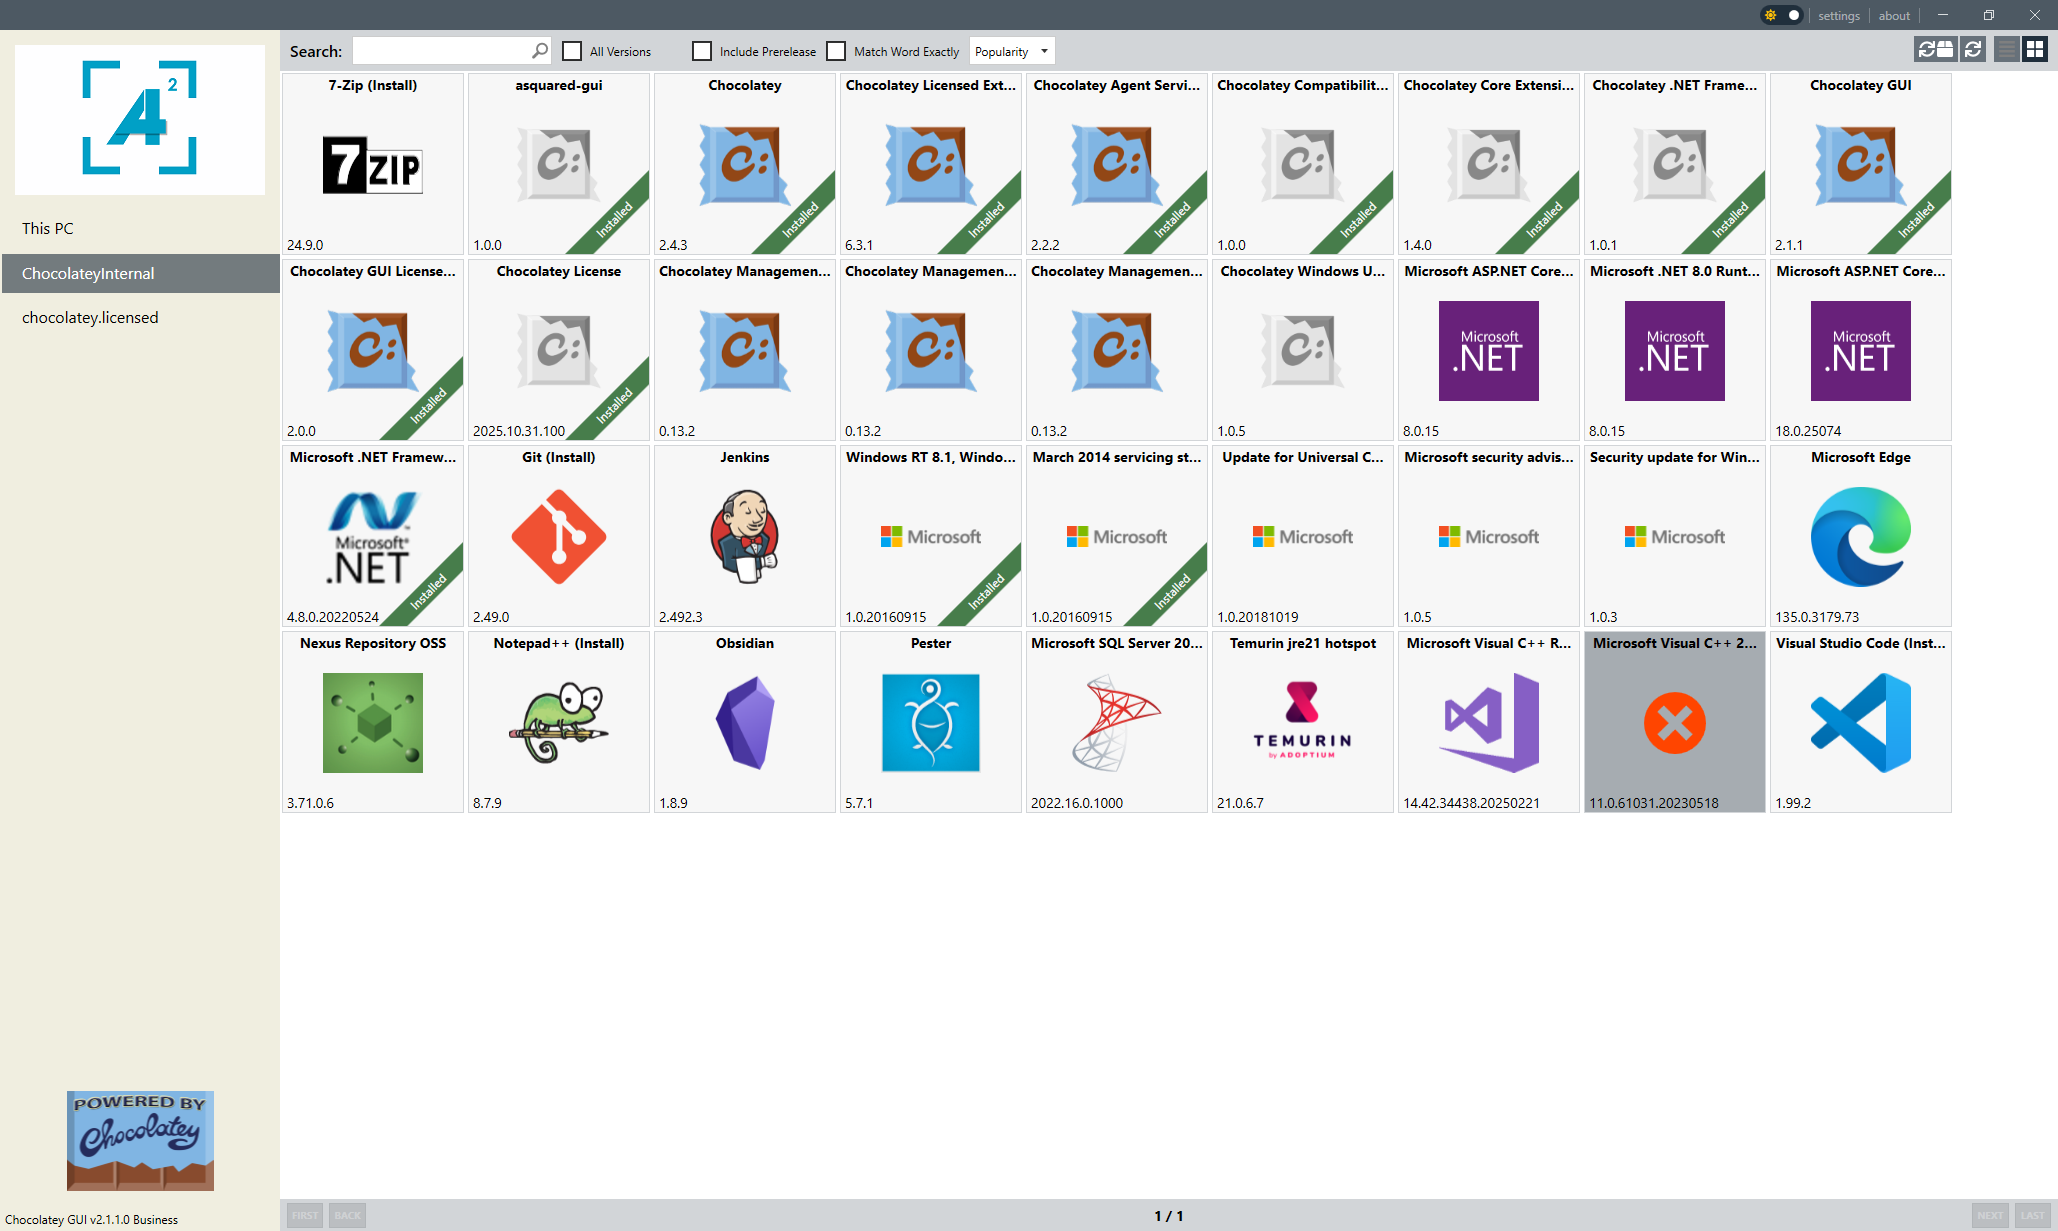 settings
about
Search:
All Versions
Include Prerelease
Match Word Exactly
Popularity
A 2
This PC
ChocolateyInternal
chocolatey.licensed
7-Zip (Install)
7 ZIP
24.9.0
asquared-gui
C:
Installed
1.0.0
Chocolatey
C:
Installed
2.4.3
Chocolatey Licensed Ext...
C:
Installed
6.3.1
Chocolatey Agent Servi...
C:
Installed
2.2.2
Chocolatey Compatibilit...
C:
Installed
1.0.0
Chocolatey Core Extensi...
C:
Installed
1.4.0
Chocolatey .NET Frame...
C:
Installed
1.0.1
Chocolatey GUI
C:
Installed
2.1.1
Chocolatey GUI License...
C:
Installed
2.0.0
Chocolatey License
C:
Installed
2025.10.31.100
Chocolatey Managemen...
C:
0.13.2
Chocolatey Managemen...
C:
0.13.2
Chocolatey Managemen...
C:
0.13.2
Chocolatey Windows U...
C:
1.0.5
Microsoft ASP.NET Core...
Microsoft
.NET
8.0.15
Microsoft .NET 8.0 Runt...
Microsoft
.NET
8.0.15
Microsoft ASP.NET Core...
Microsoft
.NET
18.0.25074
Microsoft .NET Framew...
Microsoft®
.NET
Installed
4.8.0.20220524
Git (Install)
2.49.0
Jenkins
2.492.3
Windows RT 8.1, Windo...
Microsoft
Installed
1.0.20160915
March 2014 servicing st...
Microsoft
Installed
1.0.20160915
Update for Universal C...
Microsoft
1.0.20181019
Microsoft security advis...
Microsoft
1.0.5
Security update for Win...
Microsoft
1.0.3
Microsoft Edge
135.0.3179.73
Nexus Repository OSS
3.71.0.6
Notepad++ (Install)
8.7.9
Obsidian
1.8.9
Pester
5.7.1
Microsoft SQL Server 20...
2022.16.0.1000
Temurin jre21 hotspot
TEMURIN
by ADOPTIUM
21.0.6.7
Microsoft Visual C++ R...
14.42.34438.20250221
Microsoft Visual C++ 2...
11.0.61031.20230518
Visual Studio Code (Inst...
1.99.2
POWERED BY
Chocolatey
Chocolatey GUI v2.1.1.0 Business
FIRST
BACK
1 / 1
NEXT
LAST